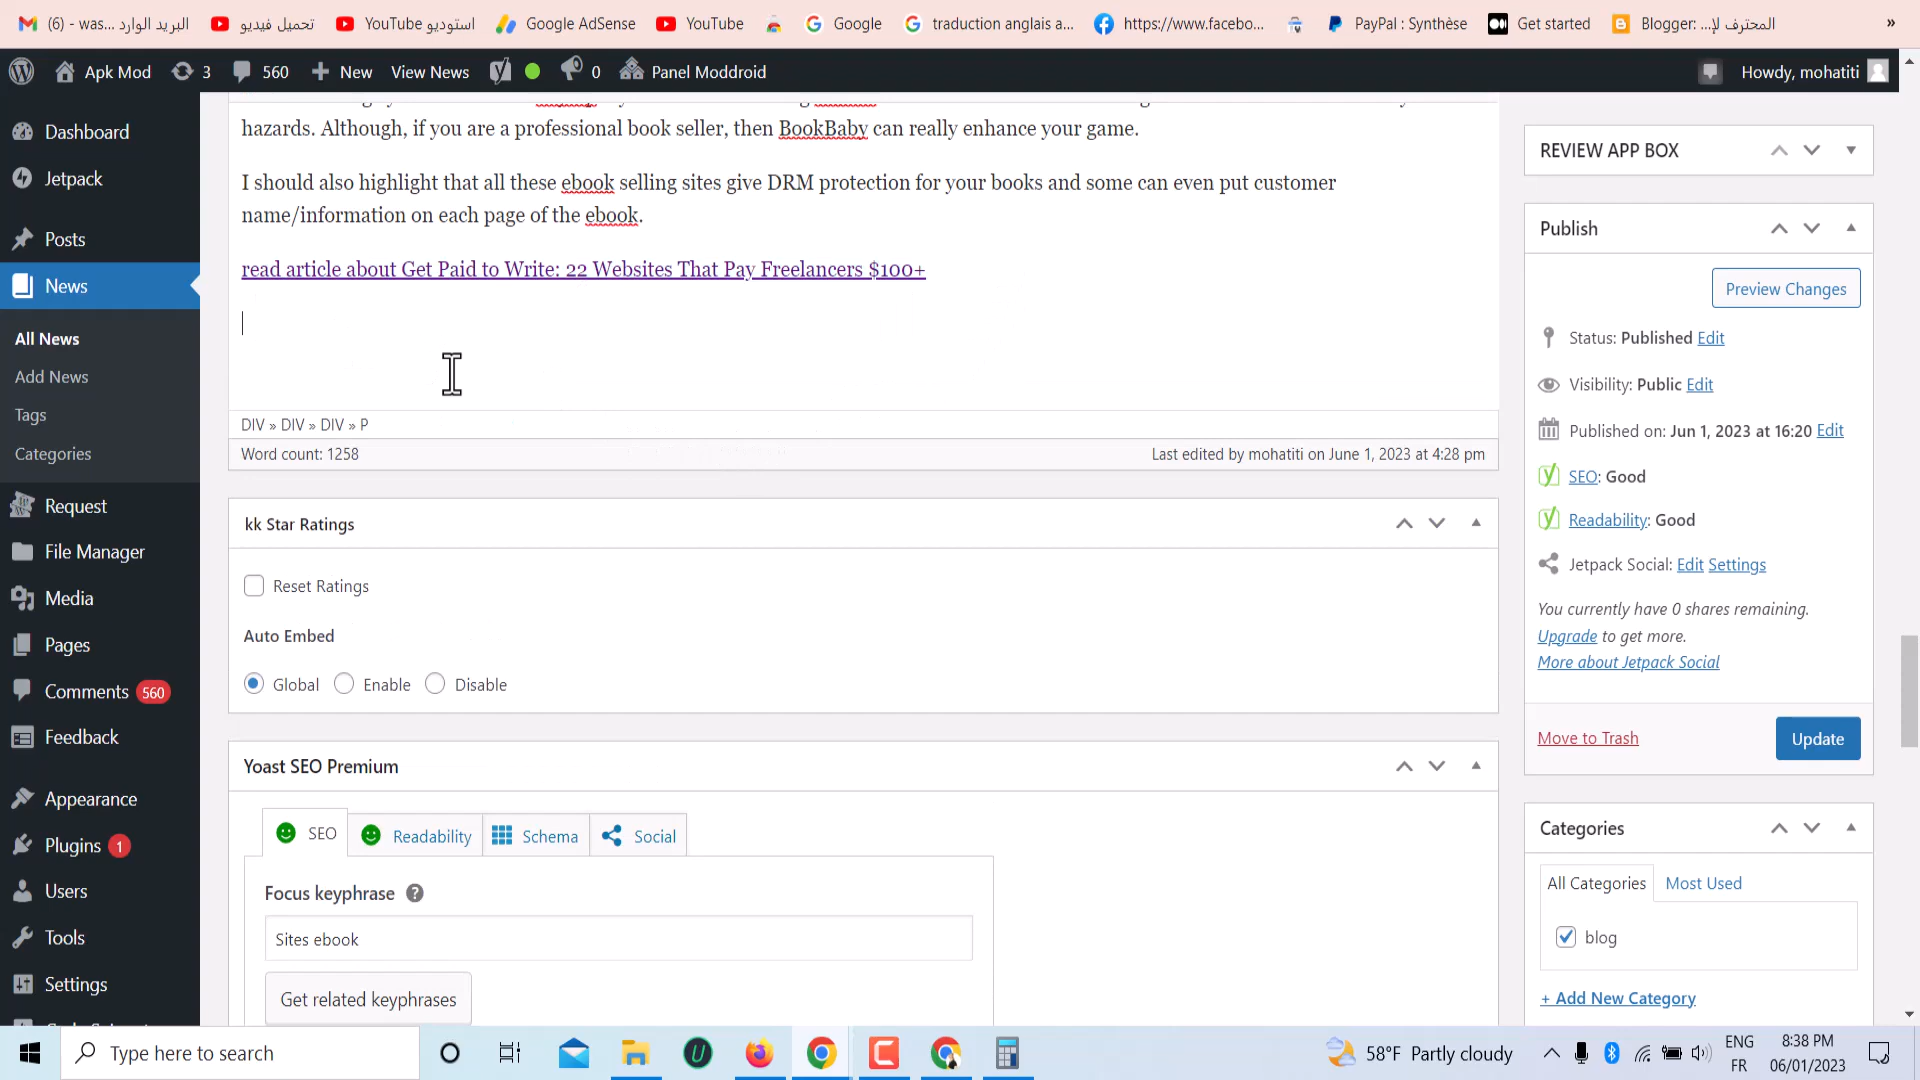 (6) - was... البريد الوارد
تحميل فيديو
YouTube استوديو
Google AdSense
YouTube
Google
traduction anglais a...
https://www.facebo...
PayPal : Synthèse
Get started
Blogger: ...المحترف لإ
»
Apk Mod
3
560
New
View News
0
Panel Moddroid
Howdy, mohatiti
Dashboard
Jetpack
Posts
News
All News
Add News
Tags
Categories
Request
File Manager
Media
Pages
Comments 560
Feedback
Appearance
Plugins 1
Users
Tools
Settings
hazards. Although, if you are a professional book seller, then BookBaby can really enhance your game.
I should also highlight that all these ebook selling sites give DRM protection for your books and some can even put customer
name/information on each page of the ebook.
read article about Get Paid to Write: 22 Websites That Pay Freelancers $100+
DIV » DIV » DIV » P
Word count: 1258
Last edited by mohatiti on June 1, 2023 at 4:28 pm
kk Star Ratings
Reset Ratings
Auto Embed
Global
Enable
Disable
Yoast SEO Premium
SEO
Readability
Schema
Social
Focus keyphrase ?
Sites ebook
Get related keyphrases
REVIEW APP BOX
Publish
Preview Changes
Status: Published Edit
Visibility: Public Edit
Published on: Jun 1, 2023 at 16:20 Edit
SEO: Good
Readability: Good
Jetpack Social: Edit Settings
You currently have 0 shares remaining.
Upgrade to get more.
More about Jetpack Social
Move to Trash
Update
Categories
All Categories
Most Used
blog
+ Add New Category
Type here to search
58°F Partly cloudy
ENG
FR
8:38 PM
06/01/2023